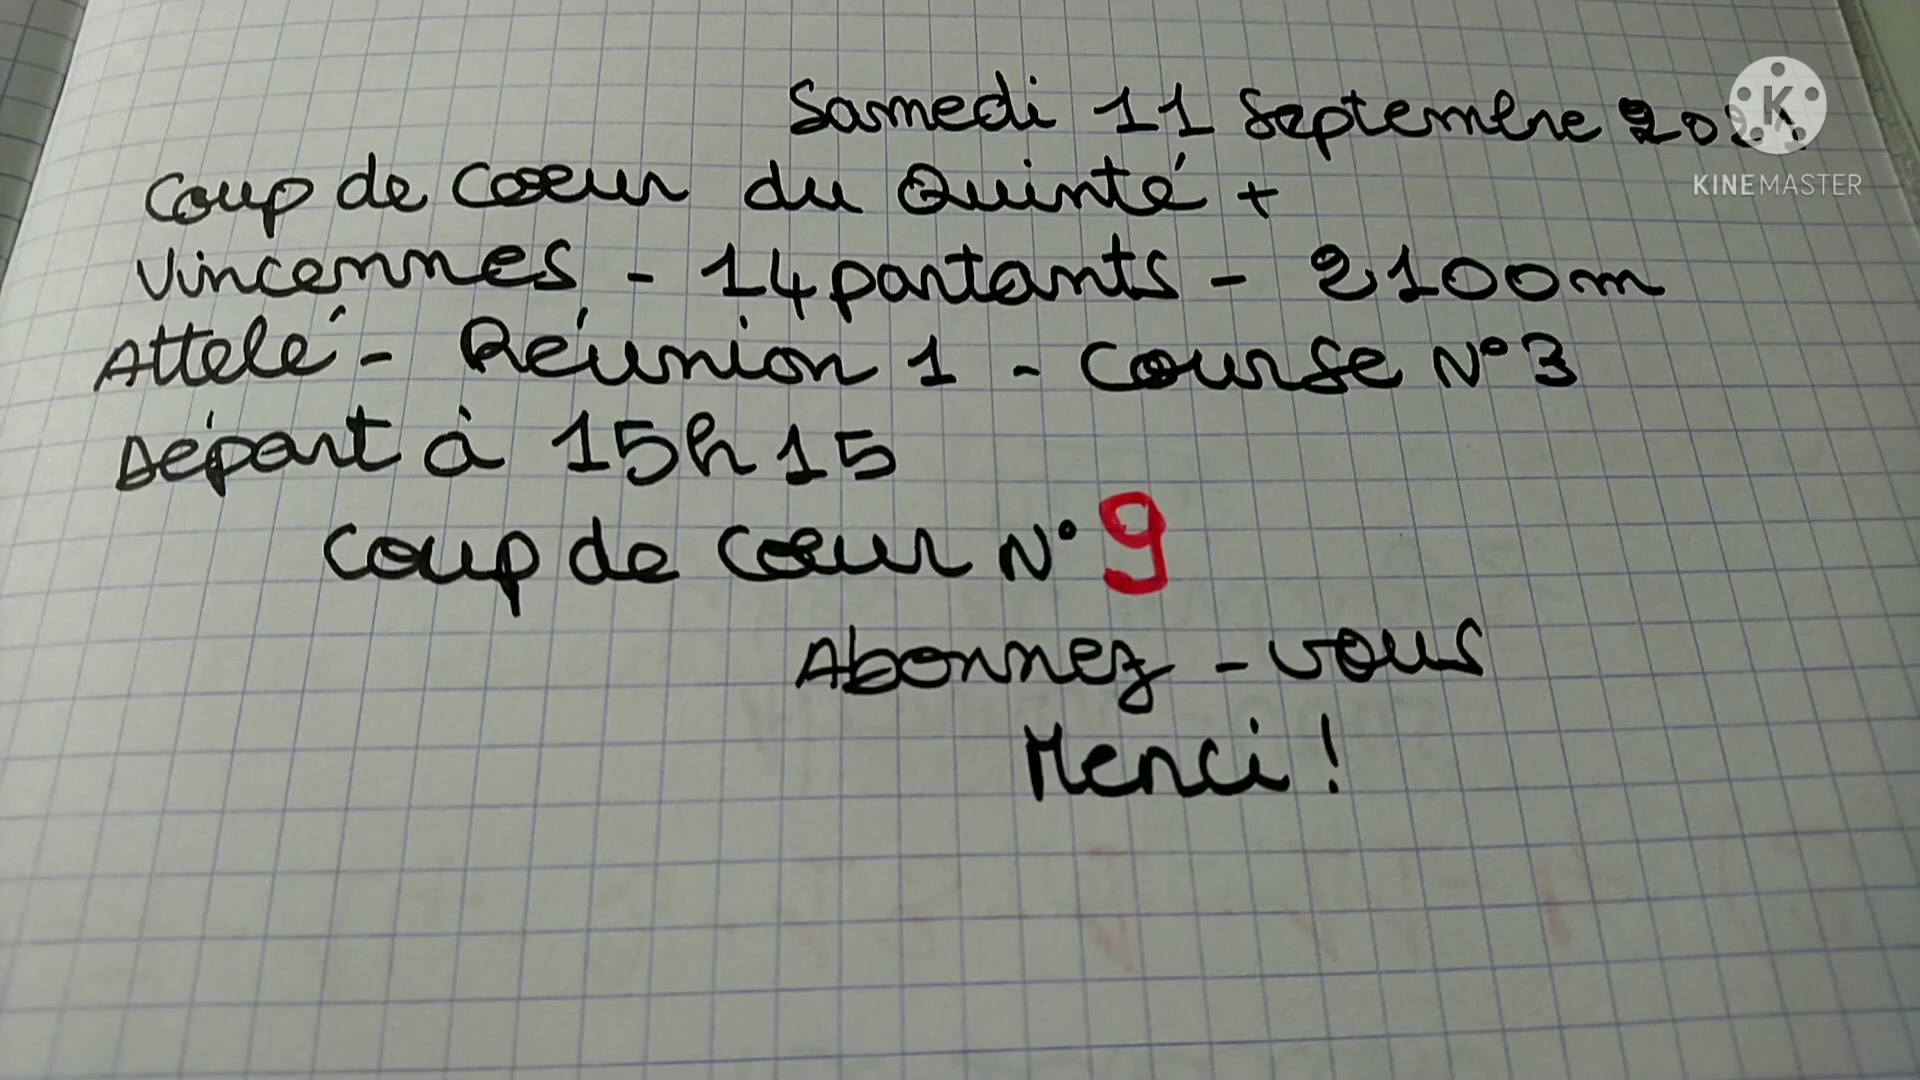 Samedi 11 Septembre
Coup de Coeur du Quinté +
Vincennes - 14 partants - 2100m
Attelé - Réunion 1 - Course N° 3
Départ à 15h15
Coup de Cœur N° 9
Abonnez-vous
Merci !
K
KINEMASTER